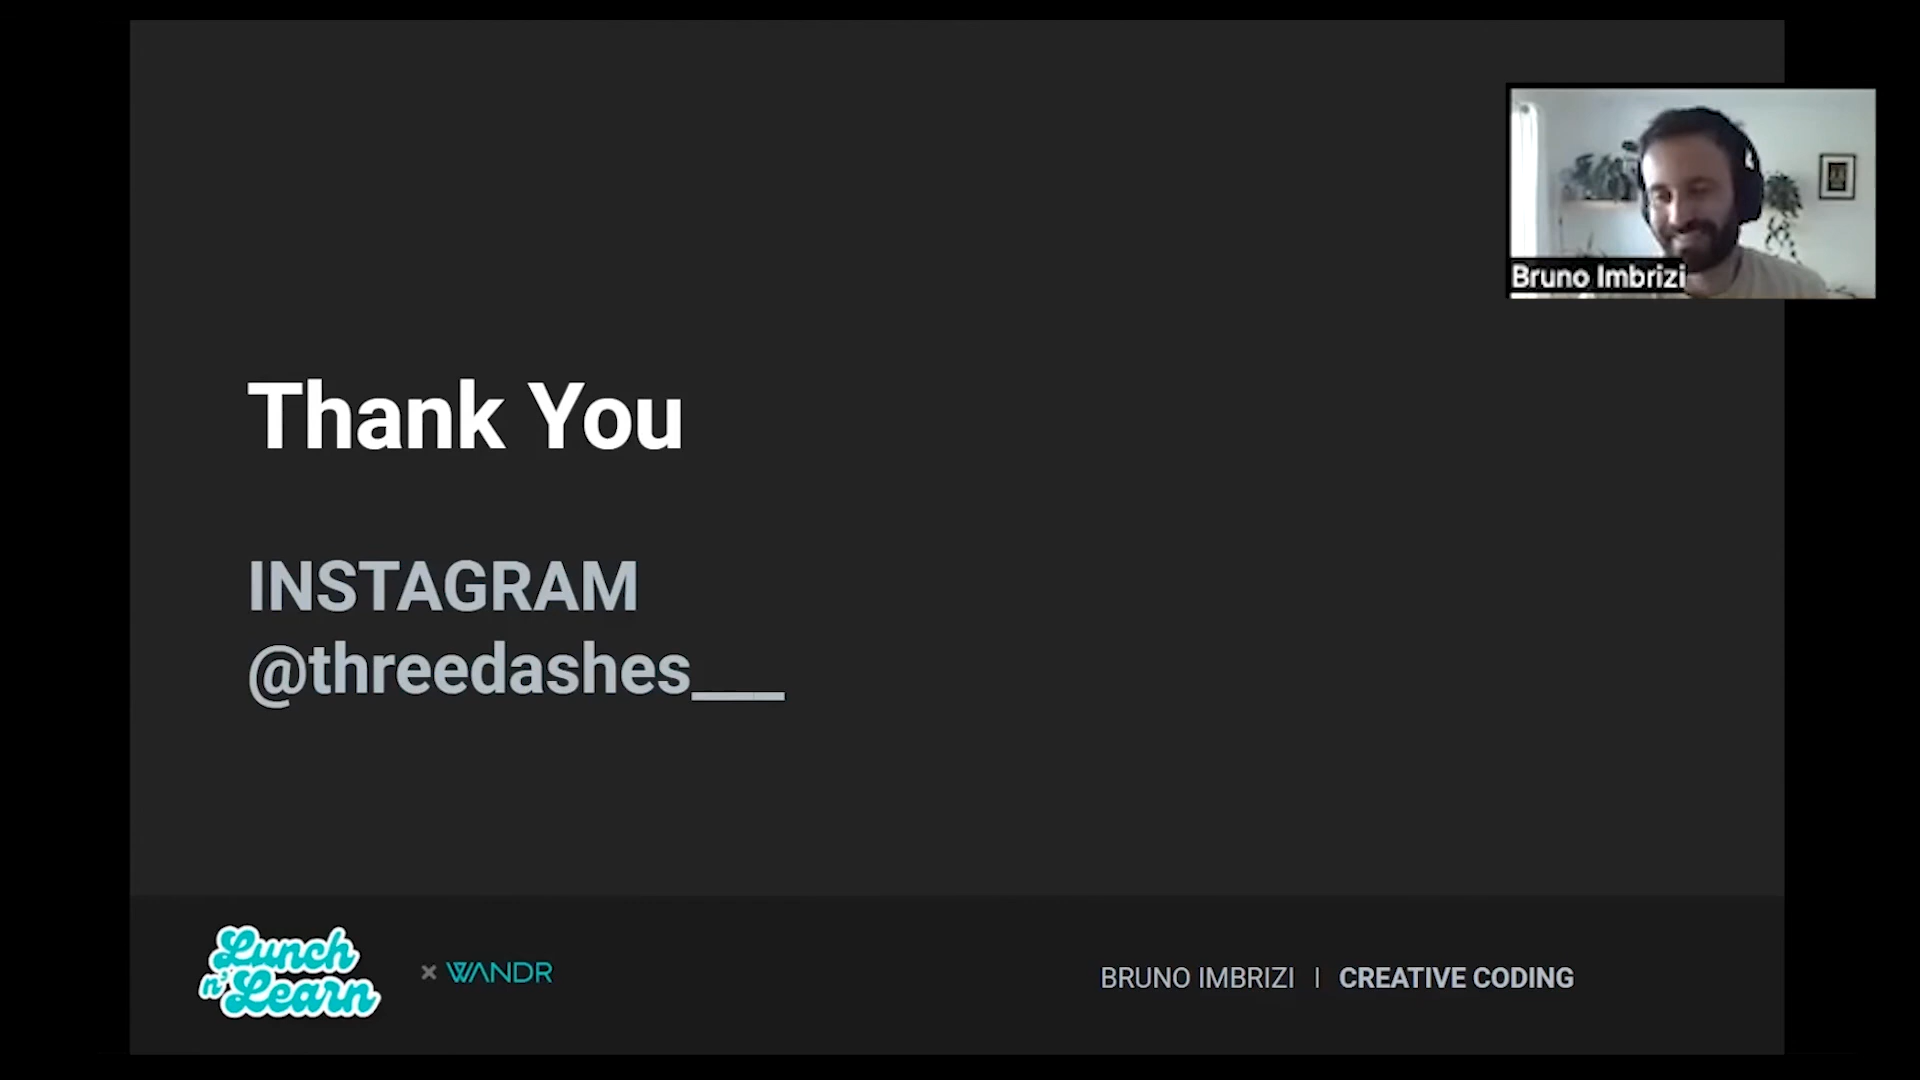 Bruno Imbrizi
Thank You
INSTAGRAM
@threedashes___
Lunch
n' Learn
× WANDR
BRUNO IMBRIZI | CREATIVE CODING